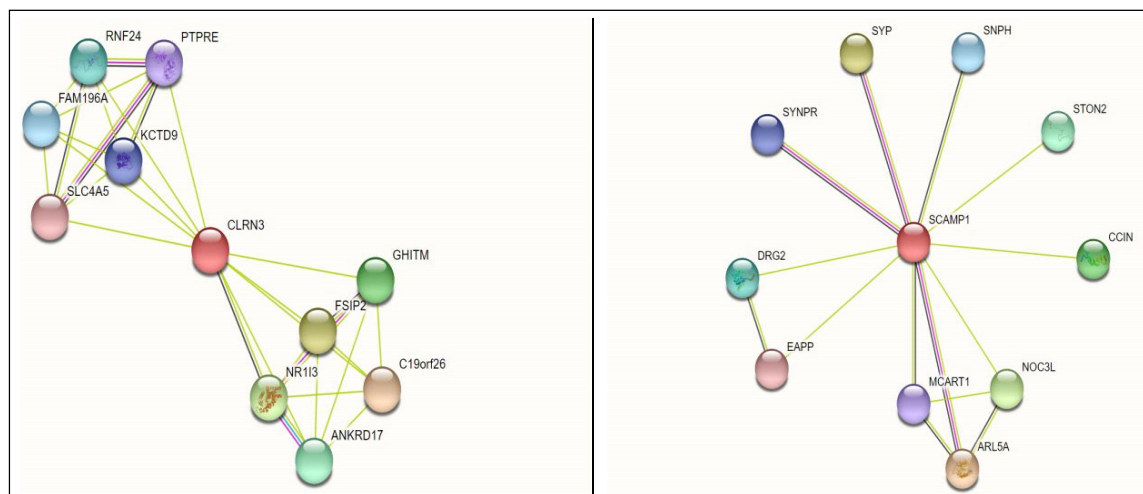 RNF24
PTPRE
FAM196A
KCTD9
SLC4A5
CLRN3
GHITM
FSIP2
C19orf26
NR1I3
ANKRD17
SYP
SNPH
SYNPR
STON2
SCAMP1
CCIN
DRG2
EAPP
MCART1
NOC3L
ARL5A